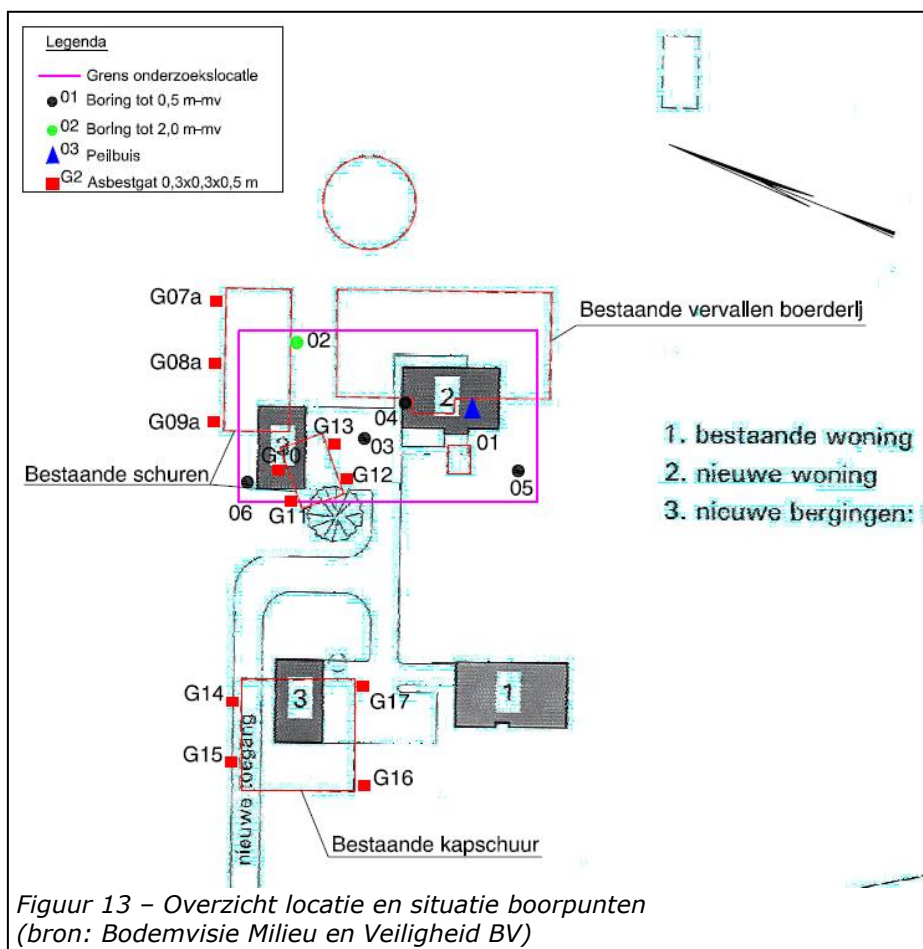 Legenda
Grens onderzoekslocatie
01 Boring tot 0,5 m-mv
02 Boring tot 2,0 m-mv
03 Peilbuis
G2 Asbestgat 0,3x0,3x0,5 m
G07a
Bestaande vervallen boerderlj
02
G08a
2
04
G09a
G13
03
01
1. bestaande woning
Bestaande schuren
G10
G12
05
2. nieuwe woning
06
G11
3. nieuwe bergingen:
G14
3
G17
1
G15
nieuwe toegang
G16
Bestaande kapschuur
Figuur 13 – Overzicht locatie en situatie boorpunten
(bron: Bodemvisie Milieu en Veiligheid BV)